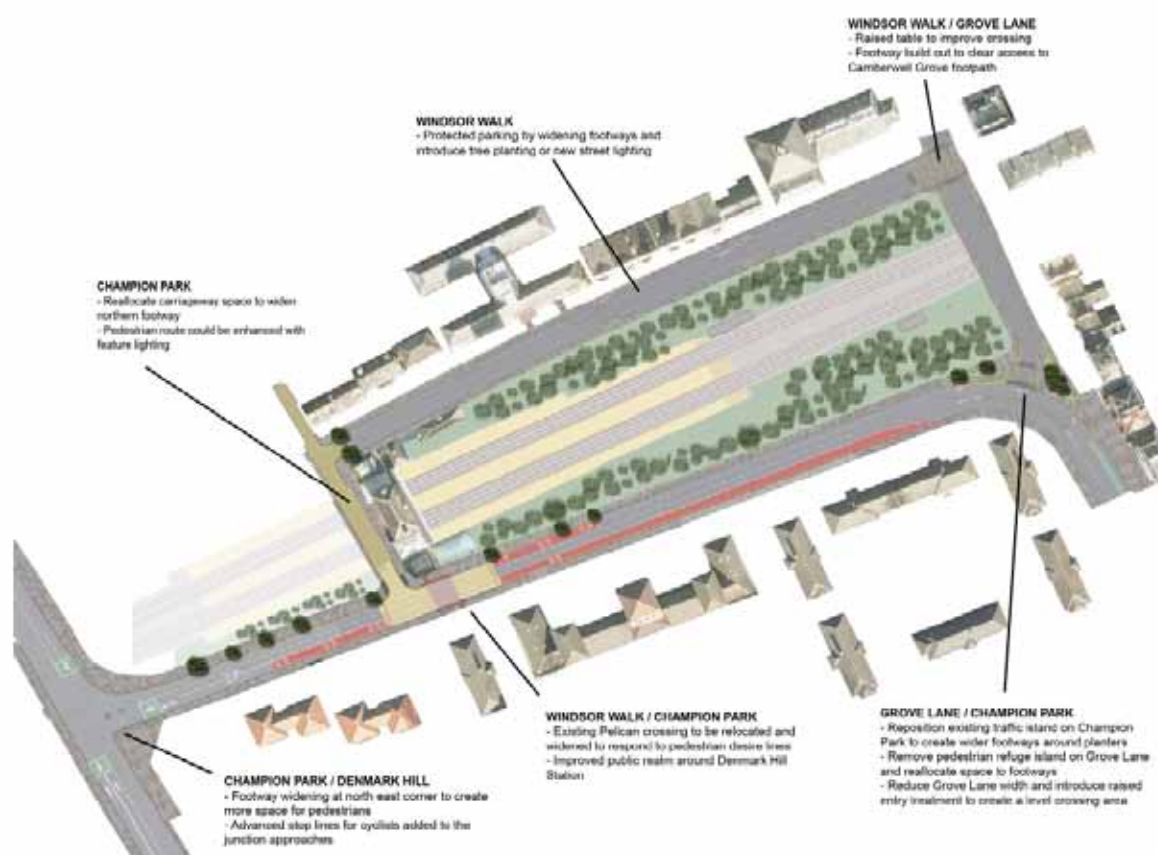 WINDSOR WALK / GROVE LANE
- Raised table to improve crossing
- Footway build out to clear access to
Camberwell Grove footpath
WINDSOR WALK
- Protected parking by widening footways and
introduce tree planting or new street lighting
CHAMPION PARK
- Reallocate carriageway space to widen
northern footway
- Pedestrian route could be enhanced with
feature lighting
WINDSOR WALK / CHAMPION PARK
- Existing Pelican crossing to be relocated and
widened to respond to pedestrian desire lines
- Improved public realm around Denmark Hill
Station
GROVE LANE / CHAMPION PARK
- Reposition existing traffic island on Champion
Park to create wider footways around planters
- Remove pedestrian refuge island on Grove Lane
and reallocate space to footways
- Reduce Grove Lane width and introduce raised
entry treatment to create a level crossing area
CHAMPION PARK / DENMARK HILL
- Footway widening at north east corner to create
more space for pedestrians
- Advanced stop lines for cyclists added to the
junction approaches